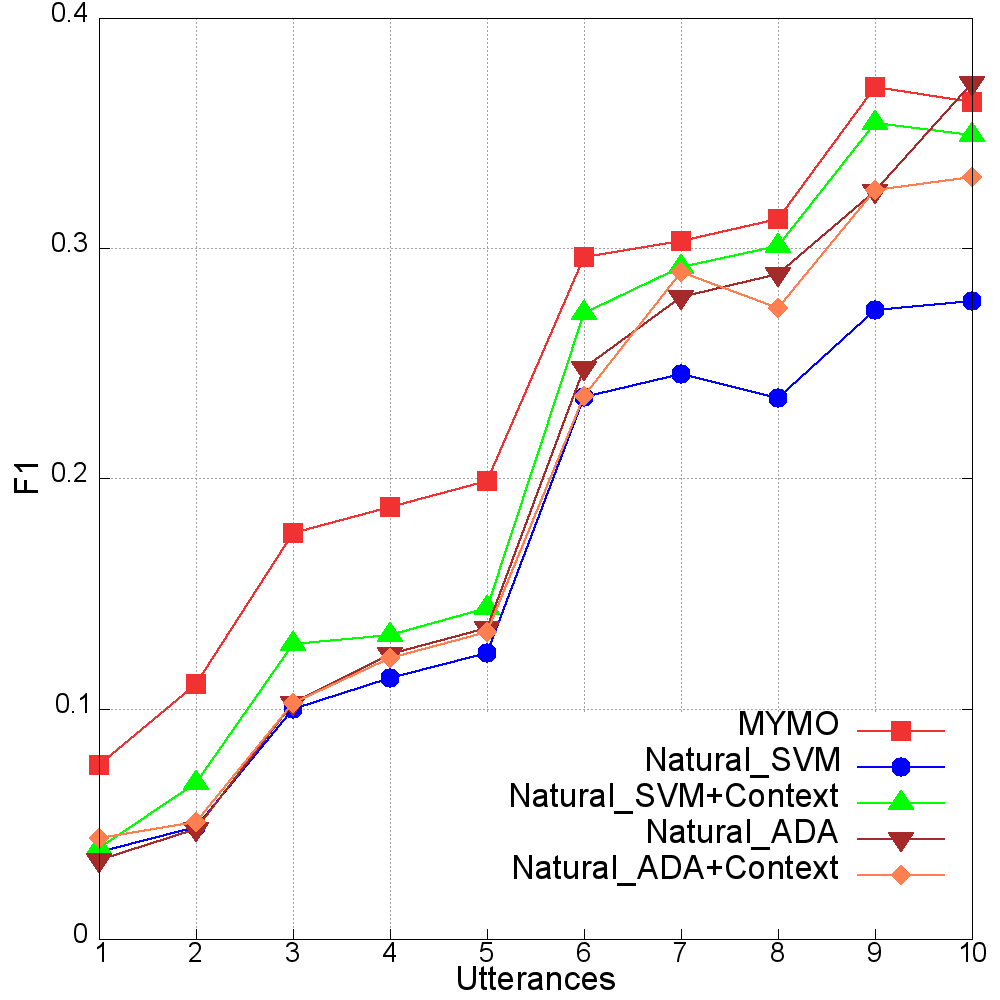 0.4
0.3
0.2
0.1
0
F1
MYMO
Natural_SVM
Natural_SVM+Context
Natural_ADA
Natural_ADA+Context
1 2 3 4 5 6 7 8 9 10
Utterances